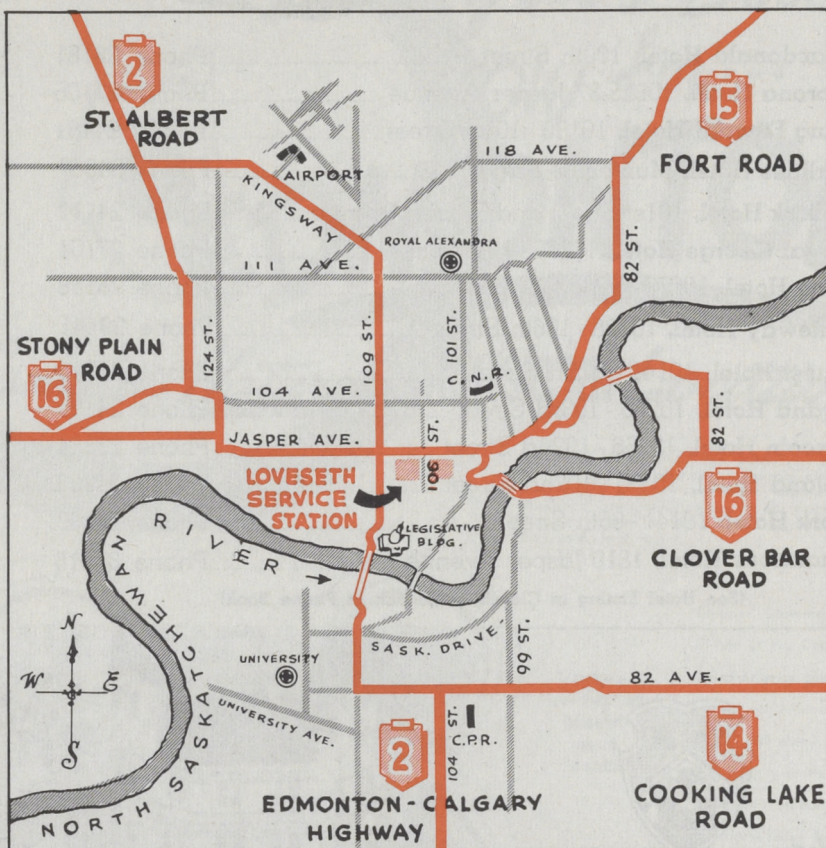 2
ST. ALBERT
ROAD
15
FORT ROAD
118 AVE.
AIRPORT
KINGSWAY
ROYAL ALEXANDRA
111 AVE.
82 ST.
124 ST.
109 ST.
101 ST.
C.N.R.
STONY PLAIN
ROAD
16
104 AVE.
JASPER AVE.
106 ST.
82 ST.
LOVESETH
SERVICE
STATION
16
CLOVER BAR
ROAD
LEGISLATIVE
BLDG.
NORTH SASKATCHEWAN RIVER
SASK. DRIVE
99 ST.
N
W E
S
UNIVERSITY
UNIVERSITY AVE.
82 AVE.
104 ST.
C.P.R.
2
EDMONTON-CALGARY
HIGHWAY
14
COOKING LAKE
ROAD